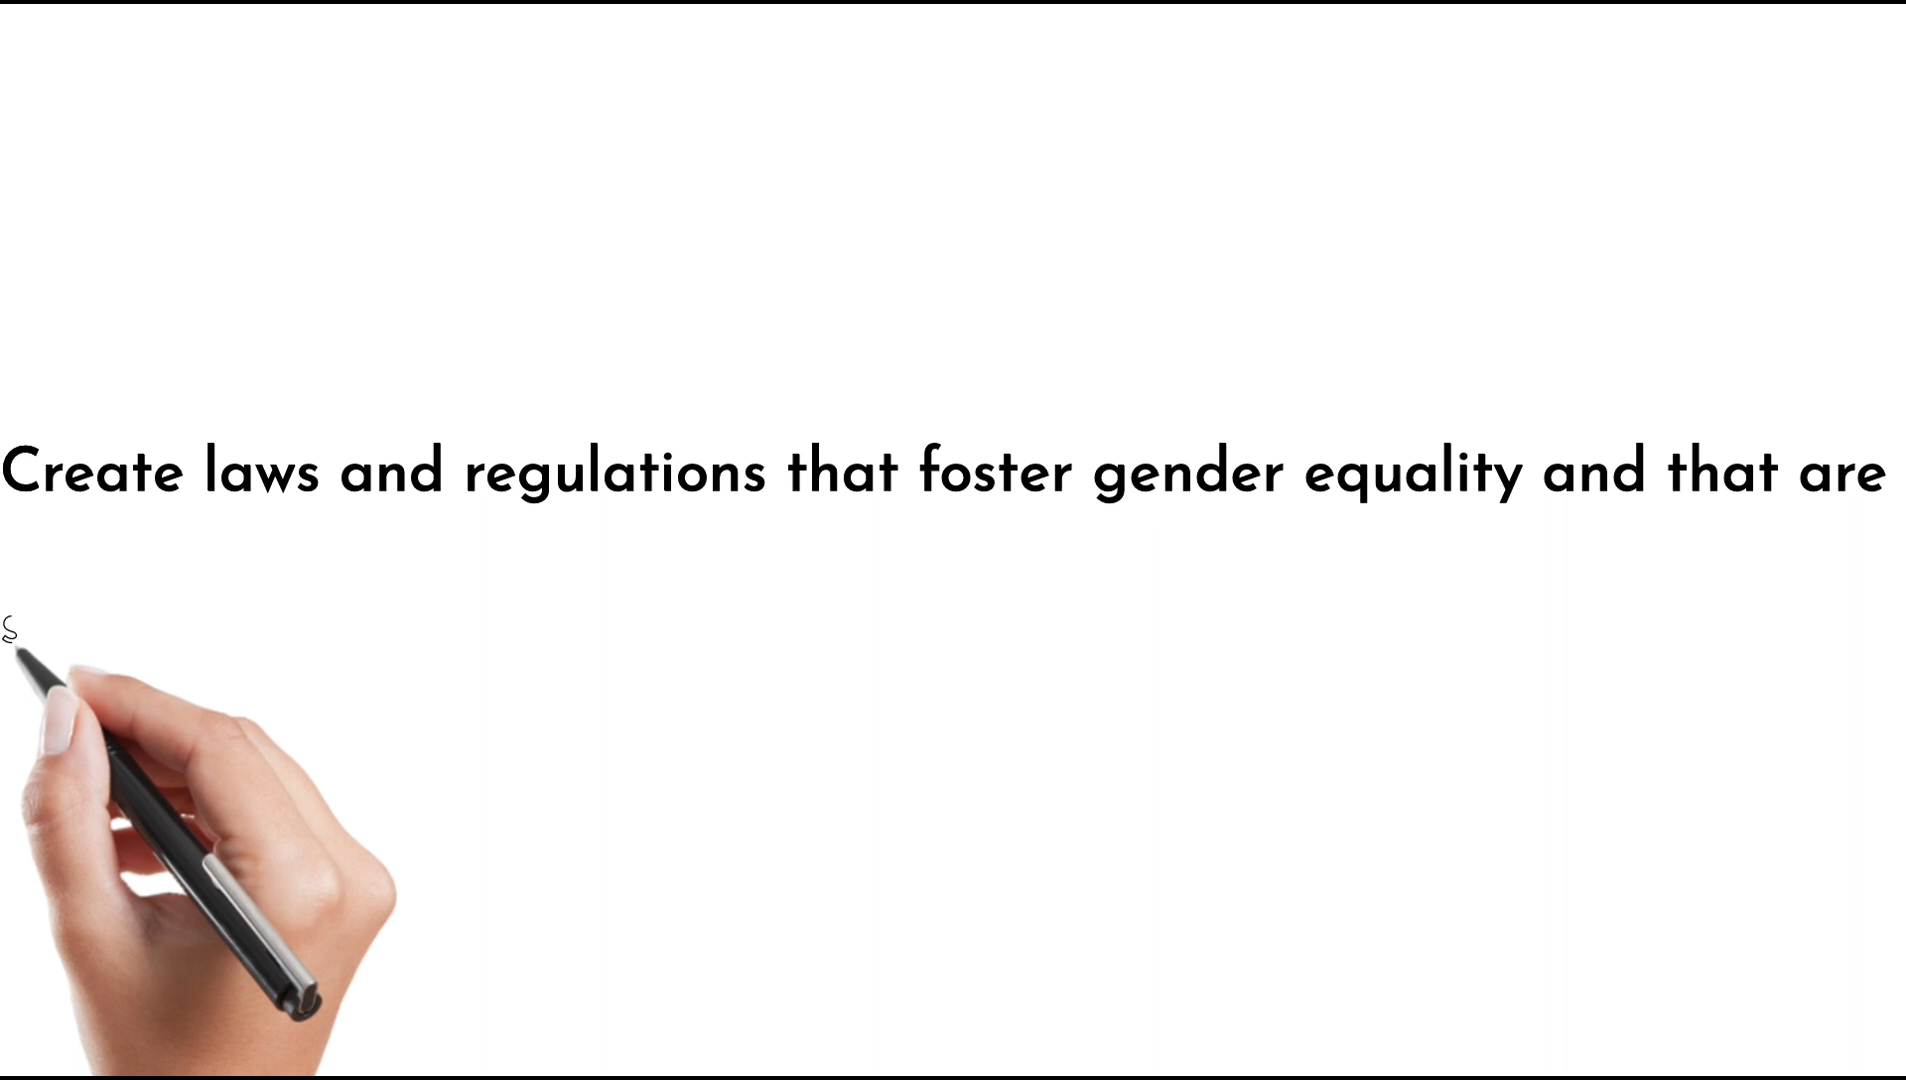 Create laws and regulations that foster gender equality and that are
s